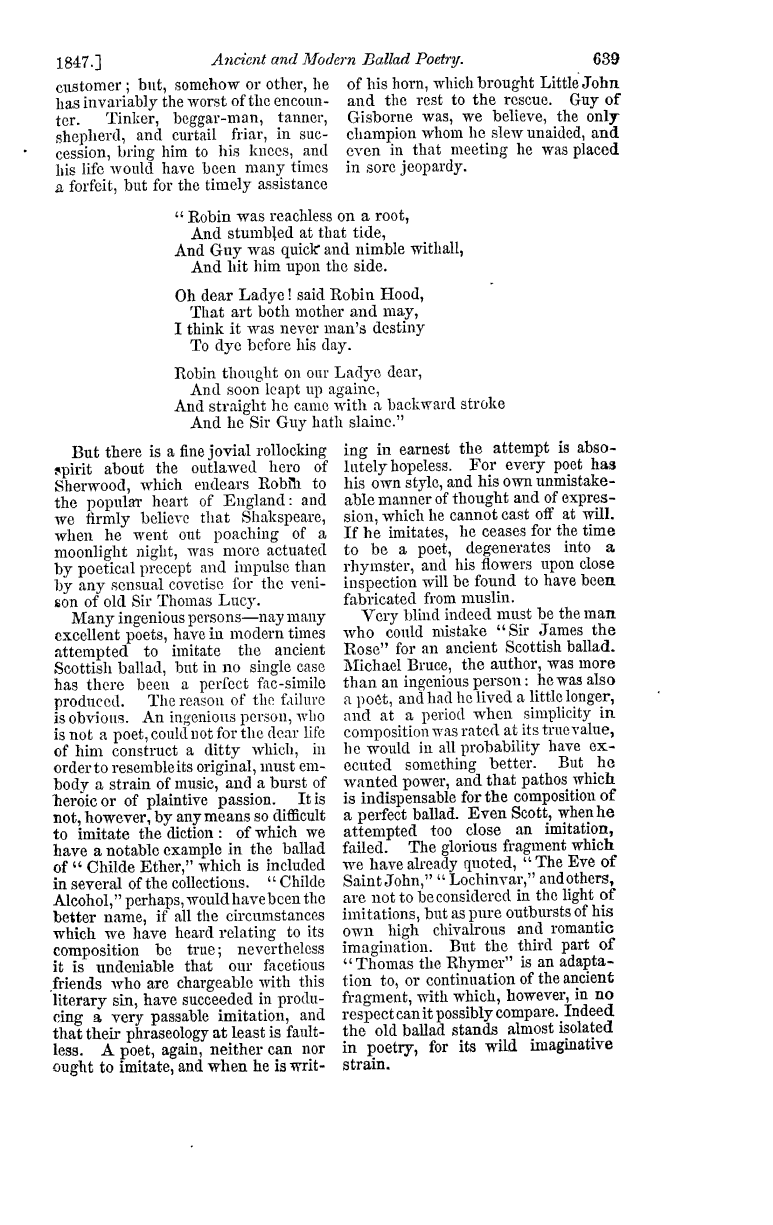 1847.] Ancient and Modern Ballad Poetry. 639
customer; but, somehow or other, he
has invariably the worst of the encoun-
ter. Tinker, beggar-man, tanner,
shepherd, and curtail friar, in suc-
cession, bring him to his knees, and
his life would have been many times
a forfeit, but for the timely assistance
of his horn, which brought Little John
and the rest to the rescue. Guy of
Gisborne was, we believe, the only
champion whom he slew unaided, and
even in that meeting he was placed
in sore jeopardy.
“Robin was reachless on a root,
And stumbled at that tide,
And Guy was quick and nimble withall,
And hit him upon the side.
Oh dear Ladye! said Robin Hood,
That art both mother and may,
I think it was never man's destiny
To dye before his day.
Robin thought on our Ladye dear,
And soon leapt up againe,
And straight he came with a backward stroke
And he Sir Guy hath slaine.”
But there is a fine jovial rollocking
spirit about the outlawed hero of
Sherwood, which endears Robin to
the popular heart of England: and
we firmly believe that Shakspeare,
when he went out poaching of a
moonlight night, was more actuated
by poetical precept and impulse than
by any sensual covetise for the veni-
son of old Sir Thomas Lucy.
Many ingenious persons—nay many
excellent poets, have in modern times
attempted to imitate the ancient
Scottish ballad, but in no single case
has there been a perfect fac-simile
produced. The reason of the failure
is obvious. An ingenious person, who
is not a poet, could not for the dear life
of him construct a ditty which, in
order to resemble its original, must em-
body a strain of music, and a burst of
heroic or of plaintive passion. It is
not, however, by any means so difficult
to imitate the diction: of which we
have a notable example in the ballad
of “Childe Ether,” which is included
in several of the collections. “Childe
Alcohol,” perhaps, would have been the
better name, if all the circumstances
which we have heard relating to its
composition be true; nevertheless
it is undeniable that our facetious
friends who are chargeable with this
literary sin, have succeeded in produ-
cing a very passable imitation, and
that their phraseology at least is fault-
less. A poet, again, neither can nor
ought to imitate, and when he is writ-
ing in earnest the attempt is abso-
lutely hopeless. For every poet has
his own style, and his own unmistake-
able manner of thought and of expres-
sion, which he cannot cast off at will.
If he imitates, he ceases for the time
to be a poet, degenerates into a
rhymster, and his flowers upon close
inspection will be found to have been
fabricated from muslin.
Very blind indeed must be the man
who could mistake “Sir James the
Rose” for an ancient Scottish ballad.
Michael Bruce, the author, was more
than an ingenious person: he was also
a poet, and had he lived a little longer,
and at a period when simplicity in
composition was rated at its true value,
he would in all probability have ex-
ecuted something better. But he
wanted power, and that pathos which
is indispensable for the composition of
a perfect ballad. Even Scott, when he
attempted too close an imitation,
failed. The glorious fragment which
we have already quoted, “The Eve of
Saint John,” “Lochinvar,” and others,
are not to be considered in the light of
imitations, but as pure outbursts of his
own high chivalrous and romantic
imagination. But the third part of
“Thomas the Rhymer” is an adapta-
tion to, or continuation of the ancient
fragment, with which, however, in no
respect can it possibly compare. Indeed
the old ballad stands almost isolated
in poetry, for its wild imaginative
strain.